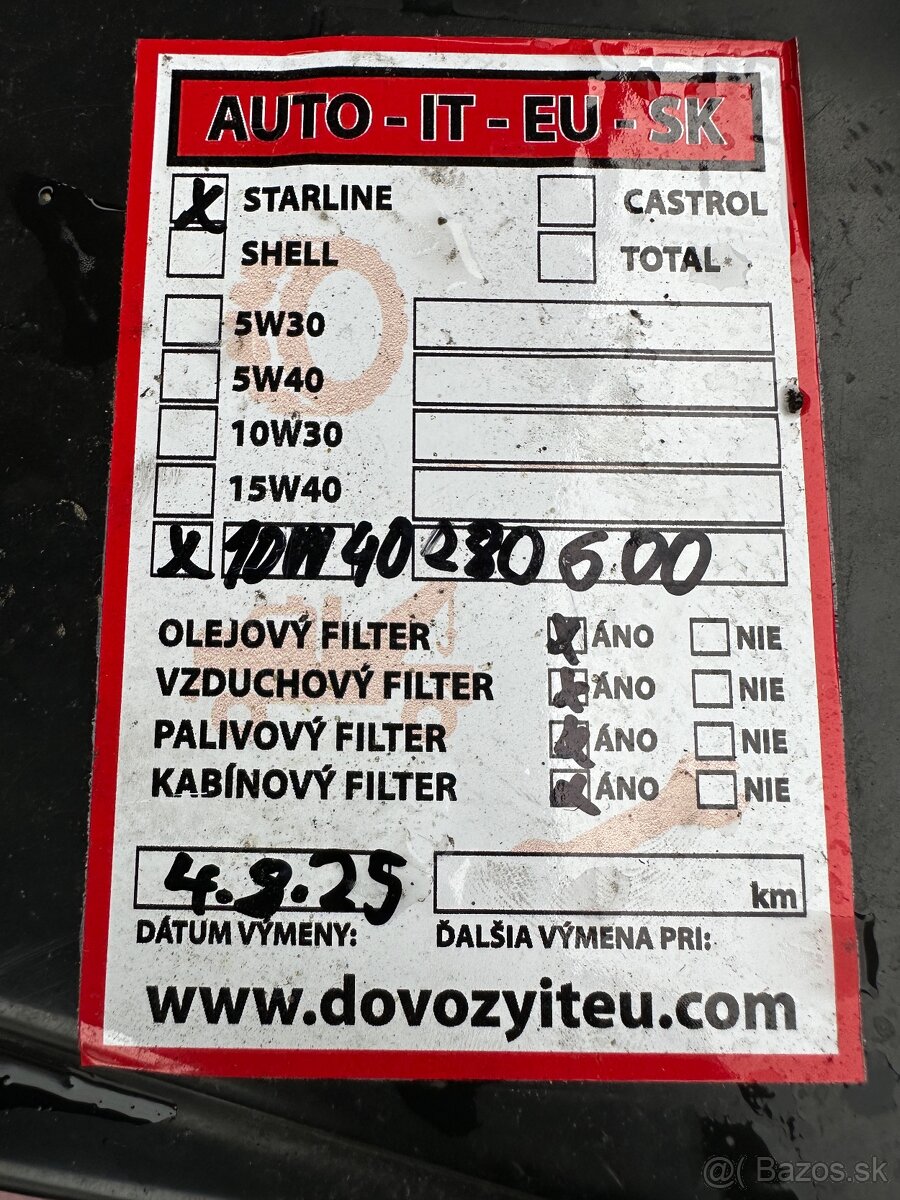 AUTO - IT - EU - SK
X STARLINE CASTROL
SHELL TOTAL
5W30
5W40
10W30
15W40
X 10W40 280 600
OLEJOVÝ FILTER X ÁNO NIE
VZDUCHOVÝ FILTER X ÁNO NIE
PALIVOVÝ FILTER X ÁNO NIE
KABÍNOVÝ FILTER X ÁNO NIE
4.9.25 km
DÁTUM VÝMENY: ĎALŠIA VÝMENA PRI:
www.dovozyiteu.com
@( Bazos.sk